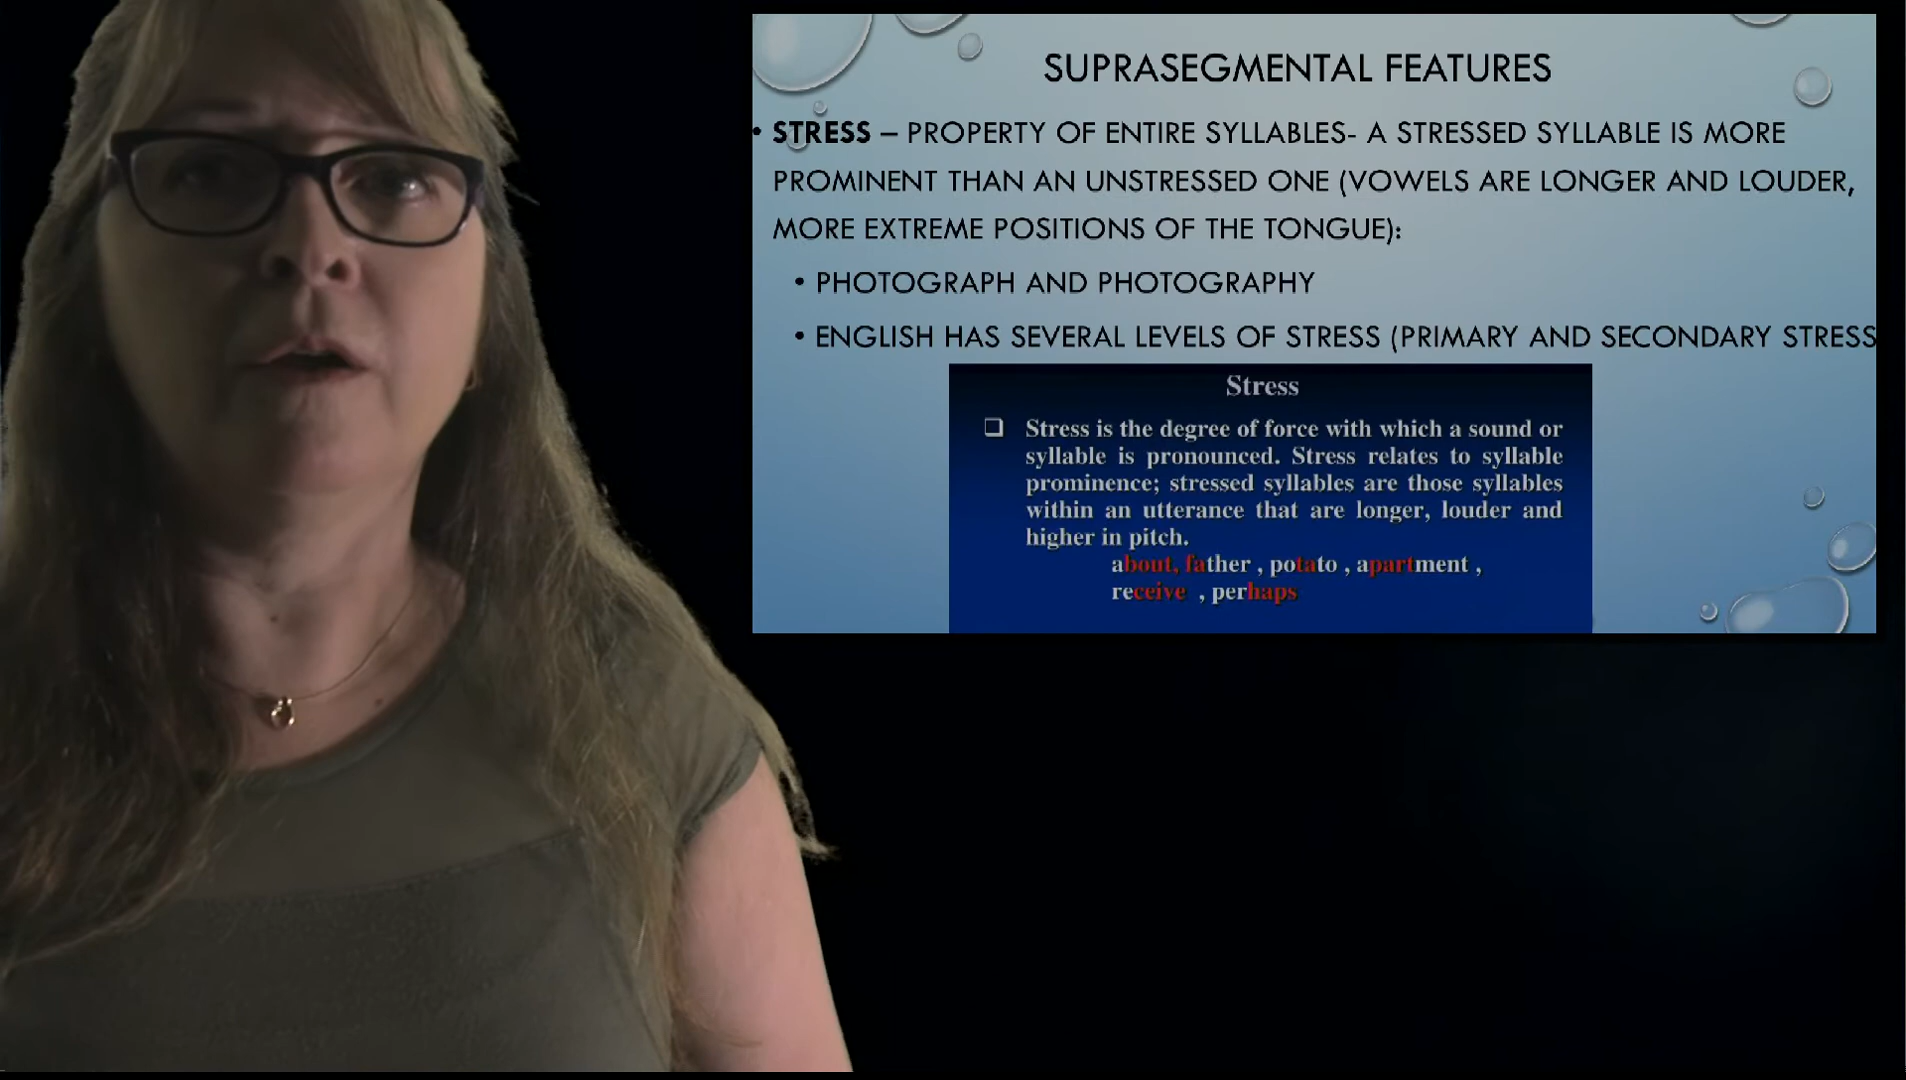 SUPRASEGMENTAL FEATURES
• STRESS – PROPERTY OF ENTIRE SYLLABLES- A STRESSED SYLLABLE IS MORE
PROMINENT THAN AN UNSTRESSED ONE (VOWELS ARE LONGER AND LOUDER,
MORE EXTREME POSITIONS OF THE TONGUE):
• PHOTOGRAPH AND PHOTOGRAPHY
• ENGLISH HAS SEVERAL LEVELS OF STRESS (PRIMARY AND SECONDARY STRESS
Stress
❑ Stress is the degree of force with which a sound or
syllable is pronounced. Stress relates to syllable
prominence; stressed syllables are those syllables
within an utterance that are longer, louder and
higher in pitch.
about, father , potato , apartment ,
receive , perhaps